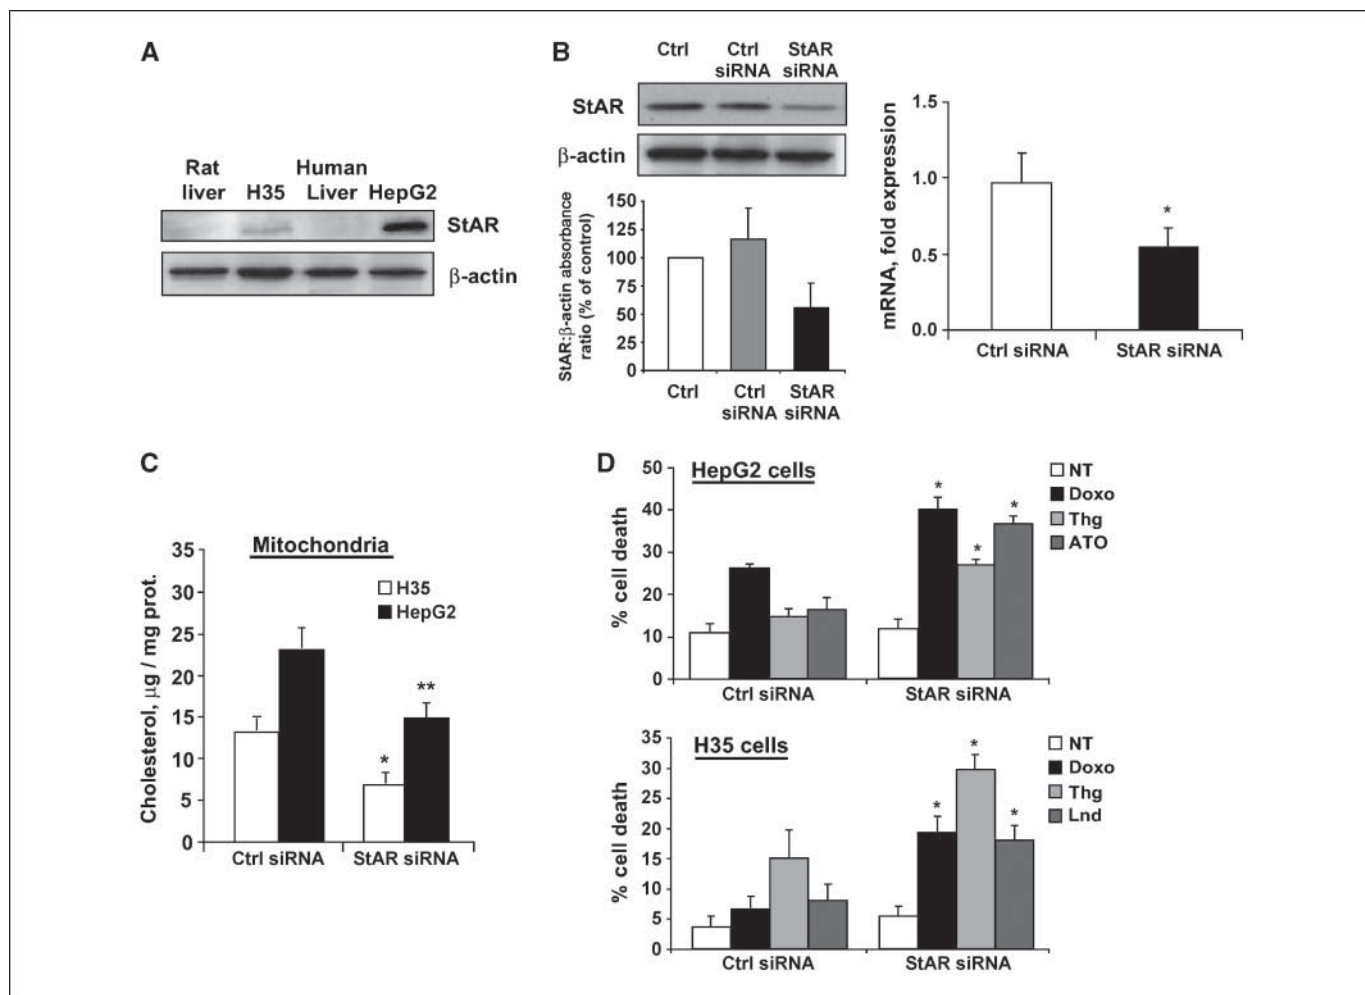 A
Rat
liver
H35
Human
Liver
HepG2
StAR
β-actin
B
Ctrl
Ctrl
siRNA
StAR
siRNA
StAR
β-actin
StAR:β-actin absorbance
ratio (% of control)
150
125
100
75
50
25
0
Ctrl
Ctrl
siRNA
StAR
siRNA
mRNA, fold expression
1.5
1.0
0.5
0.0
*
Ctrl siRNA
StAR siRNA
C
Mitochondria
Cholesterol, μg / mg prot.
35
30
25
20
15
10
5
0
H35
HepG2
*
**
Ctrl siRNA
StAR siRNA
D
HepG2 cells
% cell death
50
40
30
20
10
0
*
*
*
NT
Doxo
Thg
ATO
Ctrl siRNA
StAR siRNA
H35 cells
% cell death
35
30
25
20
15
10
5
0
*
*
*
NT
Doxo
Thg
Lnd
Ctrl siRNA
StAR siRNA